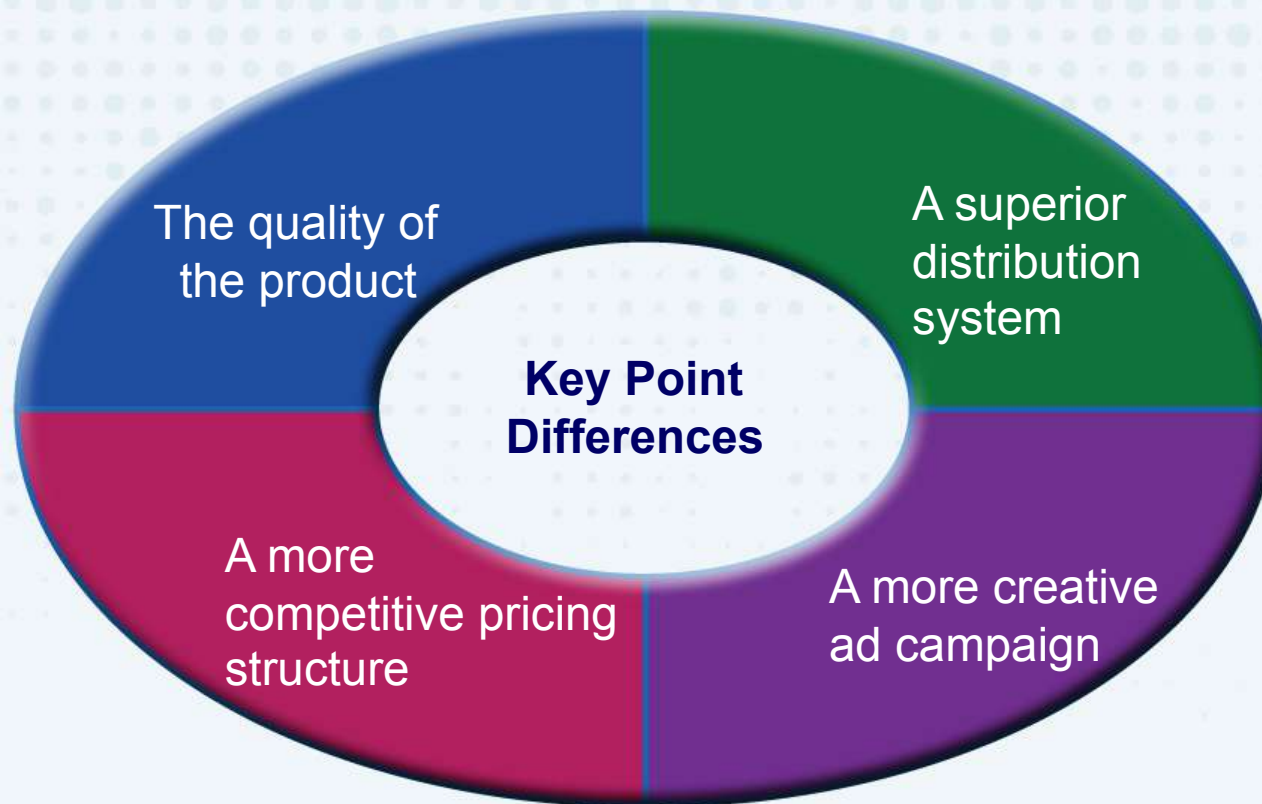 The quality of
the product
A superior
distribution
system
Key Point
Differences
A more
competitive pricing
structure
A more creative
ad campaign